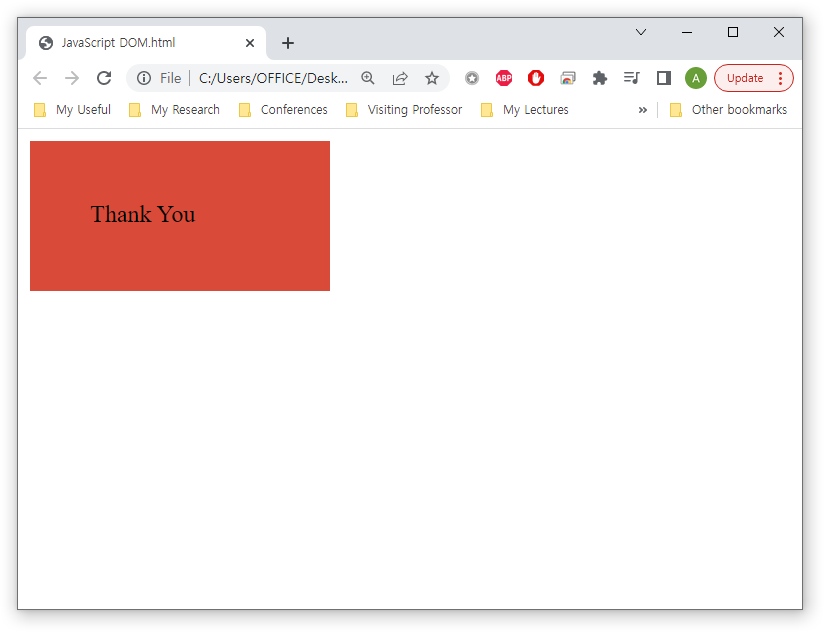 JavaScript DOM.html
File C:/Users/OFFICE/Desk... ABP A Update
My Useful My Research Conferences Visiting Professor My Lectures » Other bookmarks
Thank You